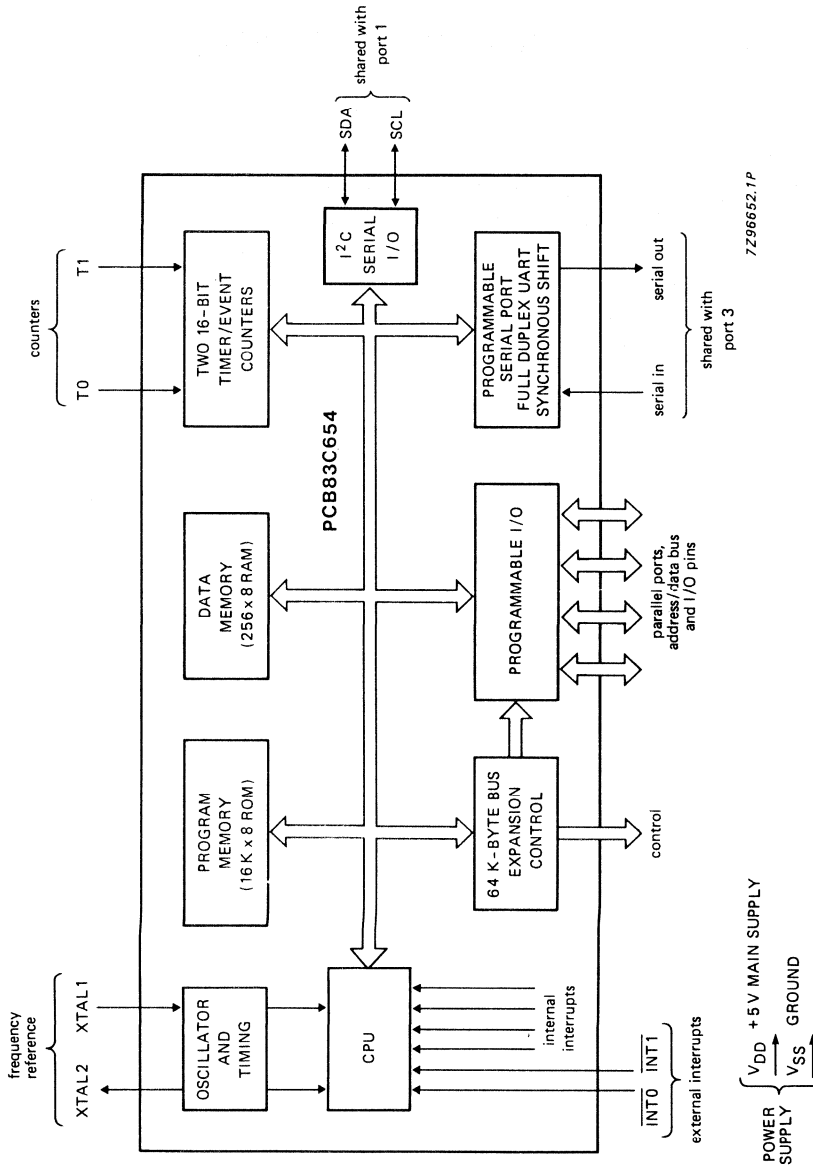 frequency
reference
XTAL2
XTAL1
counters
T0
T1
OSCILLATOR
AND
TIMING
PROGRAM
MEMORY
(16K x 8 ROM)
DATA
MEMORY
(256 x 8 RAM)
TWO 16-BIT
TIMER/EVENT
COUNTERS
PCB83C654
CPU
I²C
SERIAL
I/O
SDA
SCL
shared with
port 1
internal
interrupts
64 K-BYTE BUS
EXPANSION
CONTROL
PROGRAMMABLE I/O
PROGRAMMABLE
SERIAL PORT
FULL DUPLEX UART
SYNCHRONOUS SHIFT
INT0
INT1
external interrupts
control
parallel ports,
address/data bus
and I/O pins
serial in
serial out
shared with
port 3
POWER
SUPPLY
VDD +5V MAIN SUPPLY
VSS GROUND
7Z96652.1P